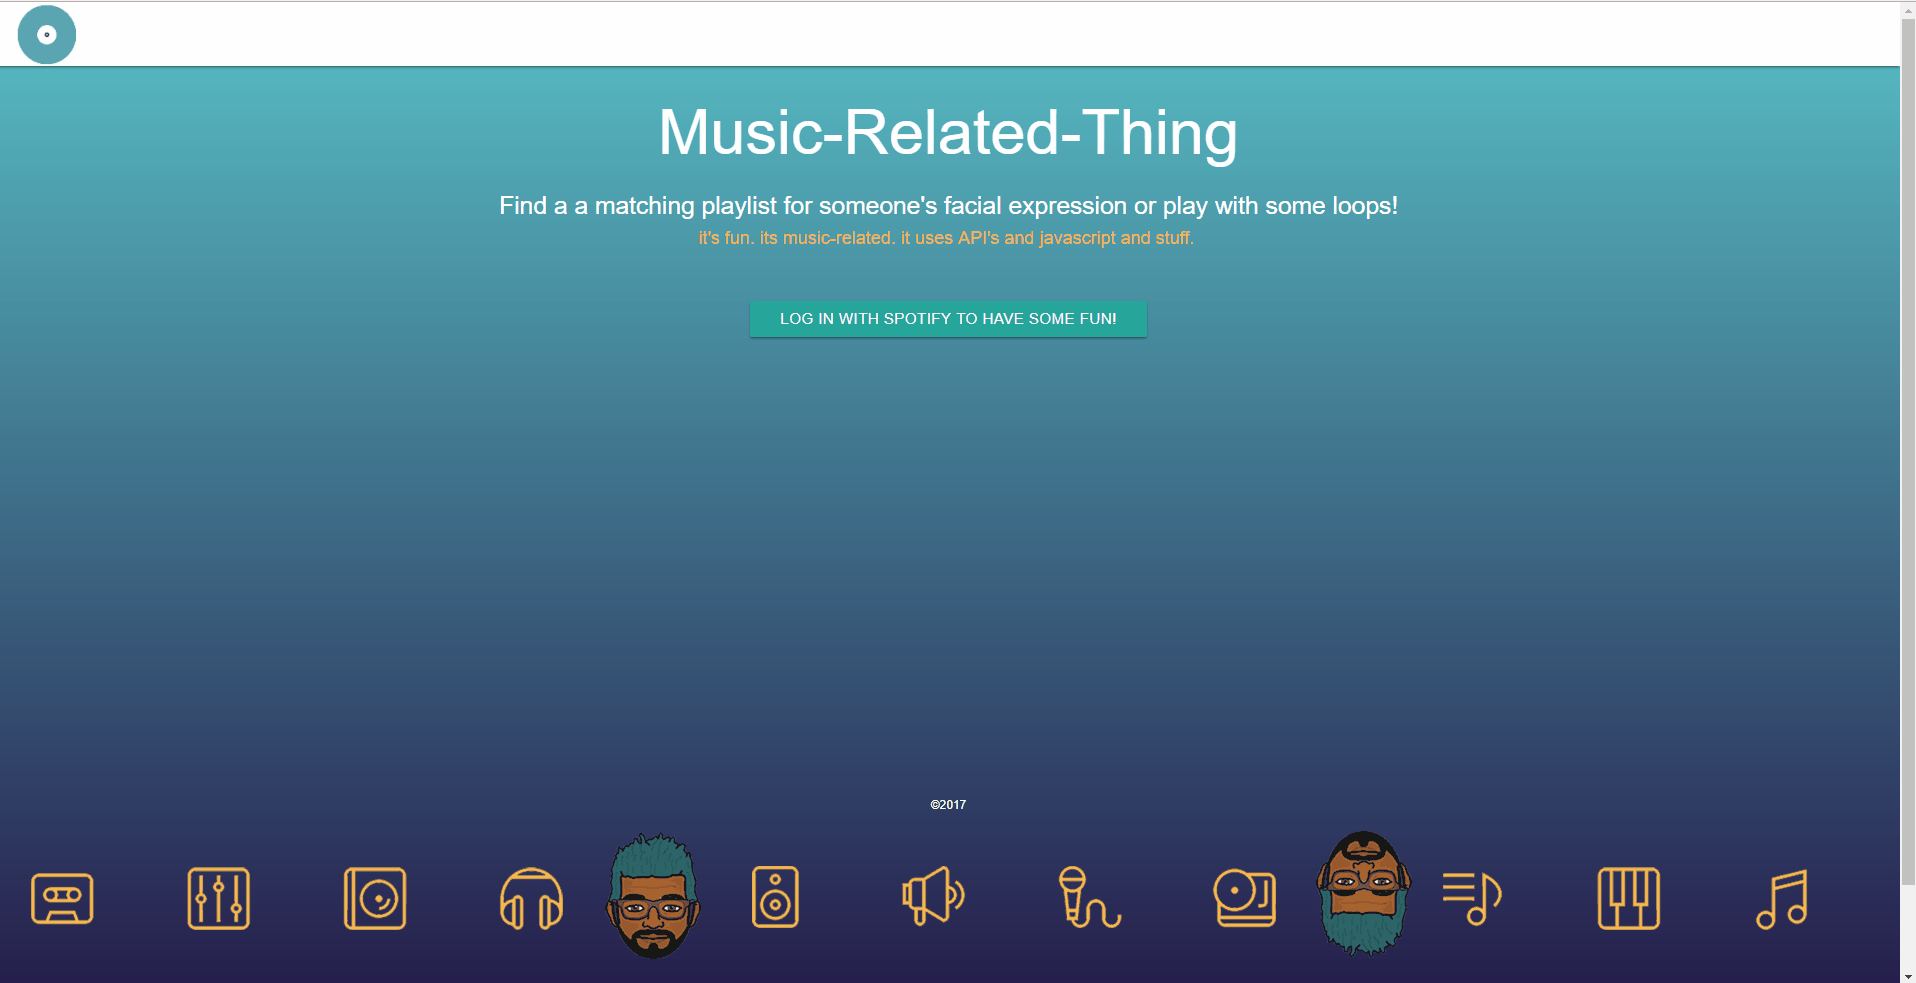 Music-Related-Thing
Find a a matching playlist for someone's facial expression or play with some loops!
it's fun. its music-related. it uses API's and javascript and stuff.
LOG IN WITH SPOTIFY TO HAVE SOME FUN!
©2017